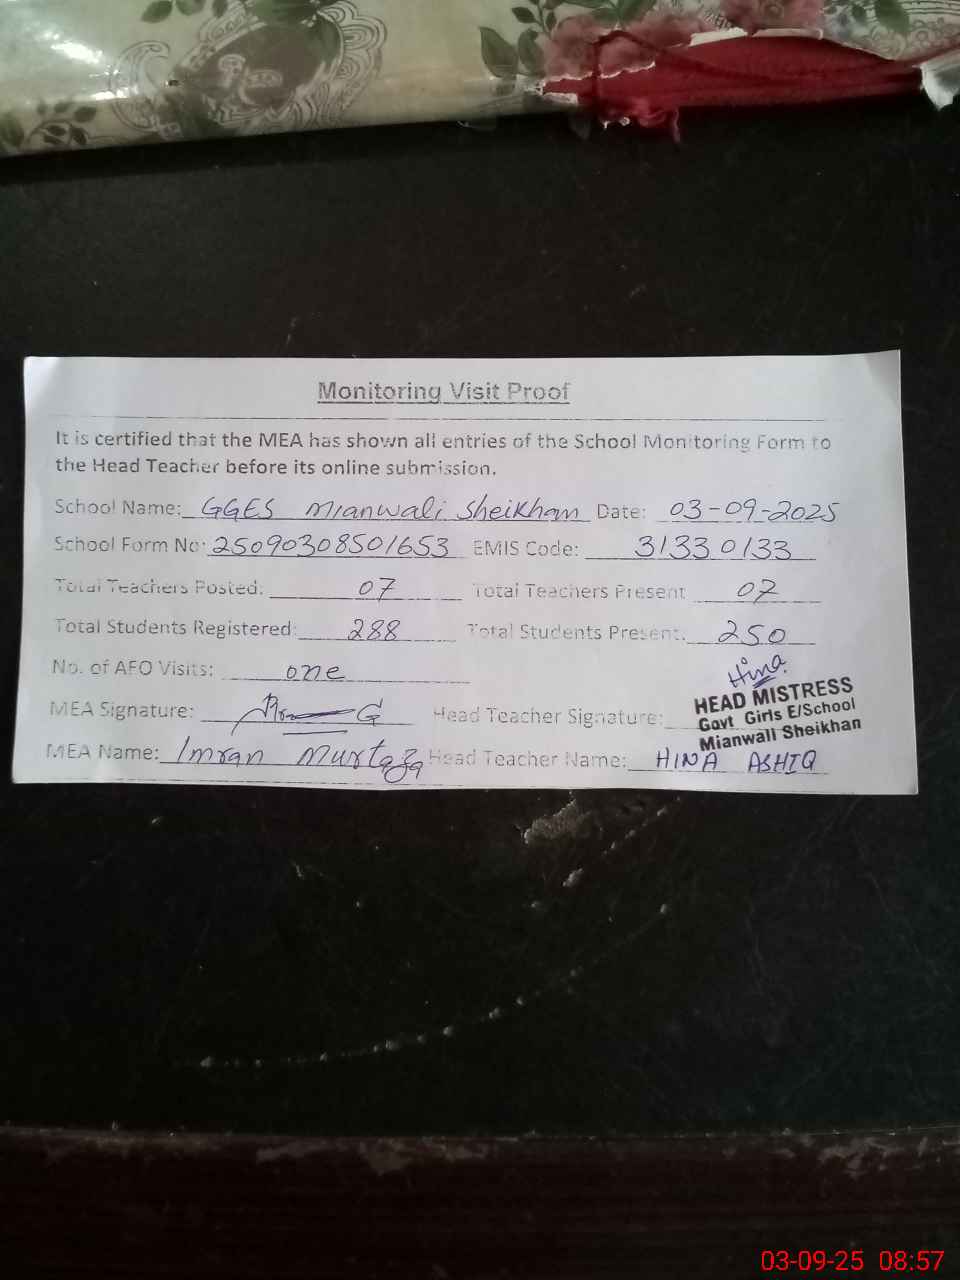 Monitoring Visit Proof
It is certified that the MEA has shown all entries of the School Monitoring Form to
the Head Teacher before its online submission.
School Name: GGES Mianwali Sheikhan Date: 03-09-2025
School Form No: 25090308501653 EMIS Code: 31330133
Total Teachers Posted: 07 Total Teachers Present 07
Total Students Registered: 288 Total Students Present: 250
No. of AEO Visits: one
Hina
MEA Signature: Head Teacher Signature:
HEAD MISTRESS
Govt Girls E/School
Mianwali Sheikhan
MEA Name: Imran Murtaza Head Teacher Name: HINA ASHIQ
03-09-25 08:57